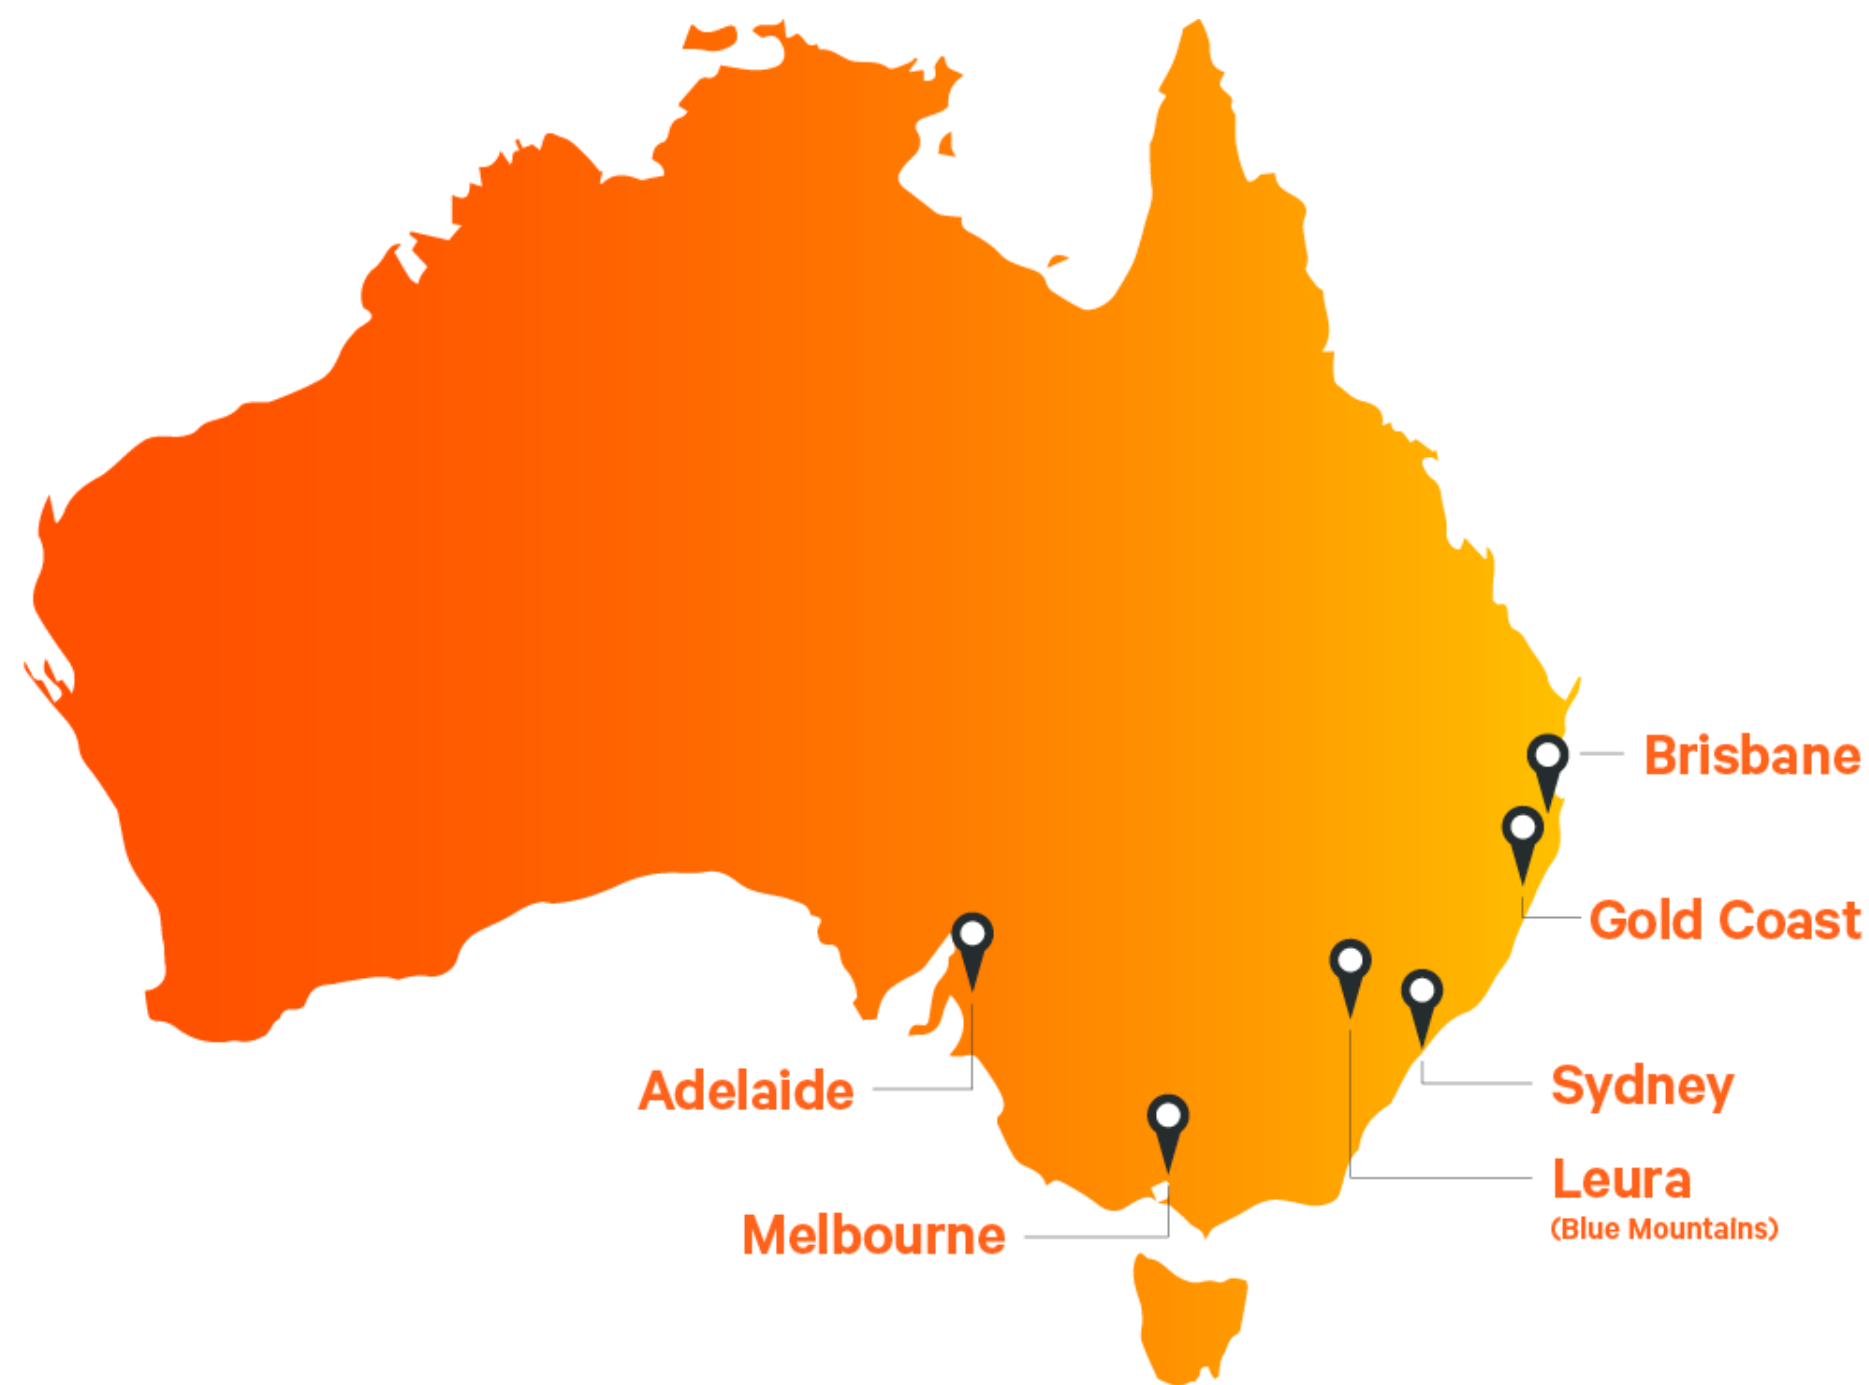 Brisbane
Gold Coast
Adelaide
Sydney
Leura
(Blue Mountains)
Melbourne